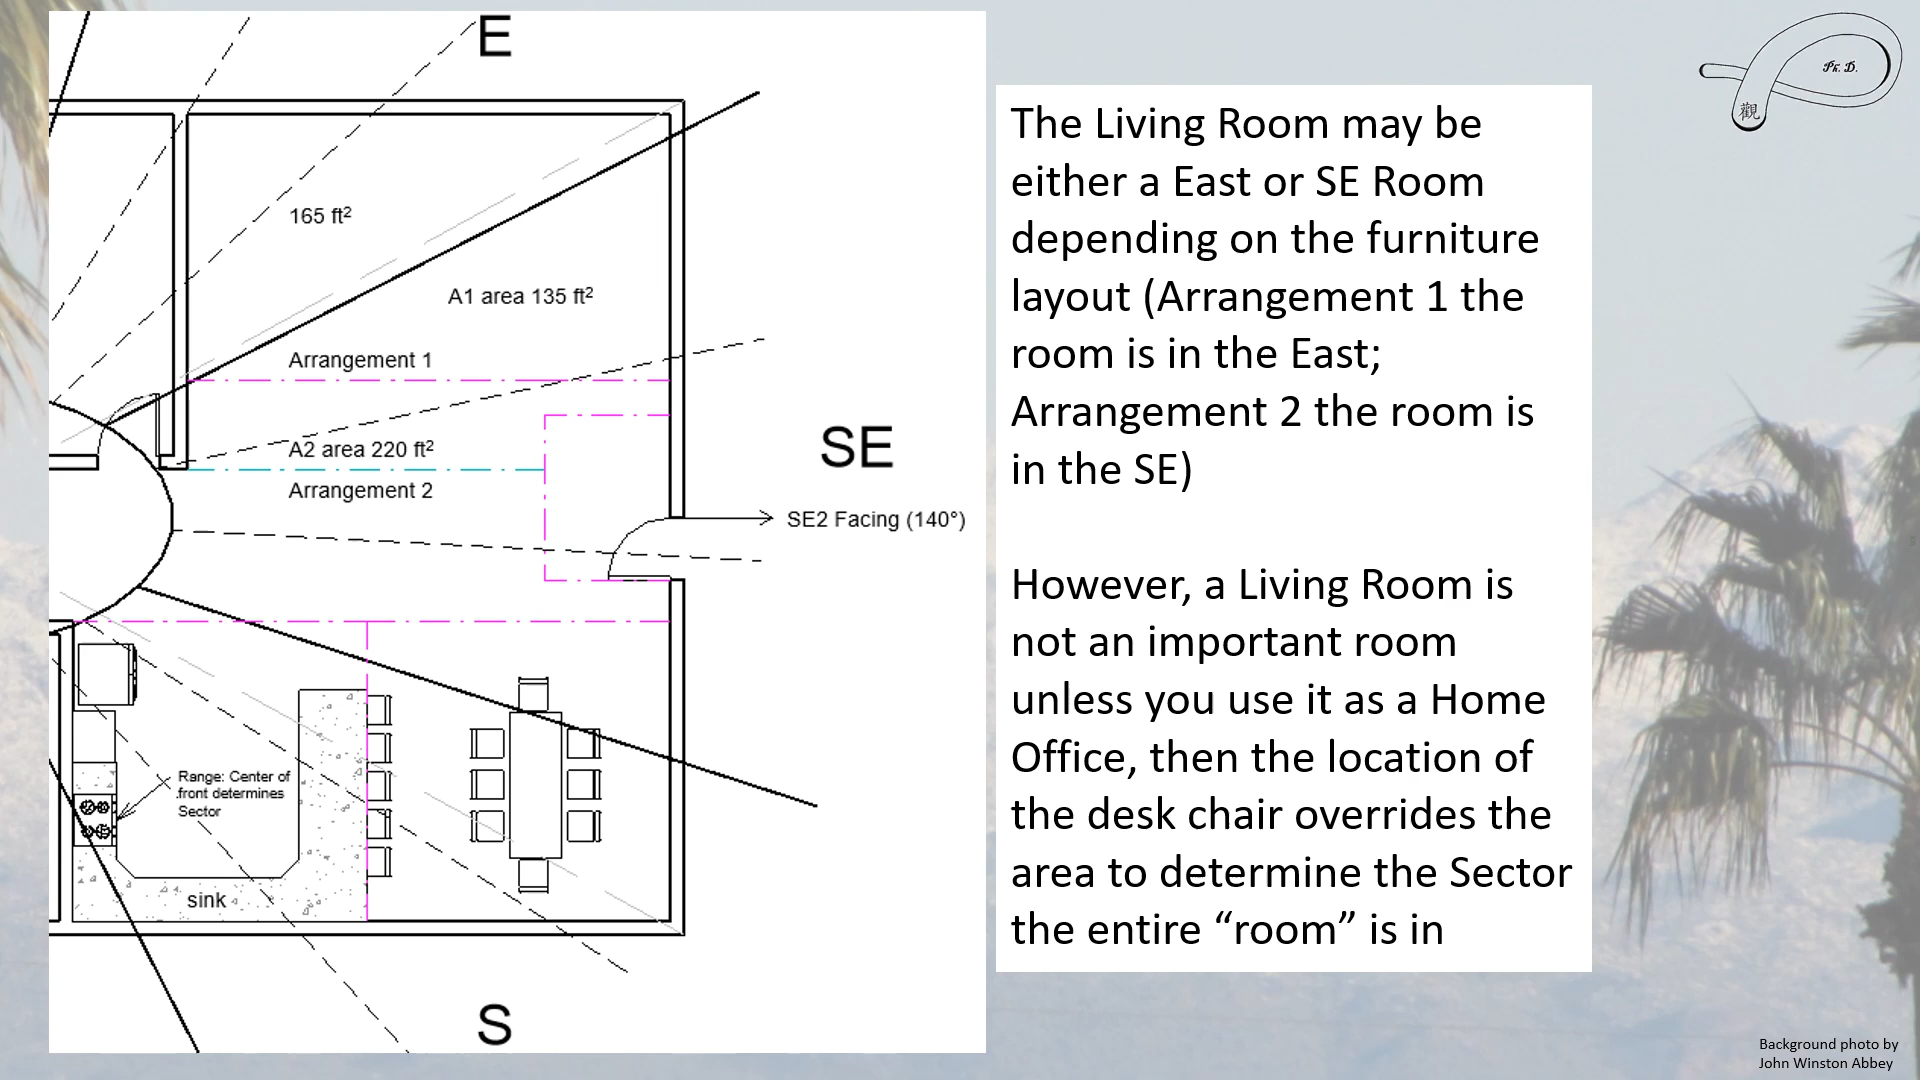 E
165 ft²
A1 area 135 ft²
Arrangement 1
A2 area 220 ft²
Arrangement 2
SE
SE2 Facing (140°)
Range: Center of
front determines
Sector
sink
S
The Living Room may be
either a East or SE Room
depending on the furniture
layout (Arrangement 1 the
room is in the East;
Arrangement 2 the room is
in the SE)
However, a Living Room is
not an important room
unless you use it as a Home
Office, then the location of
the desk chair overrides the
area to determine the Sector
the entire “room” is in
Ph. D.
觀
Background photo by
John Winston Abbey